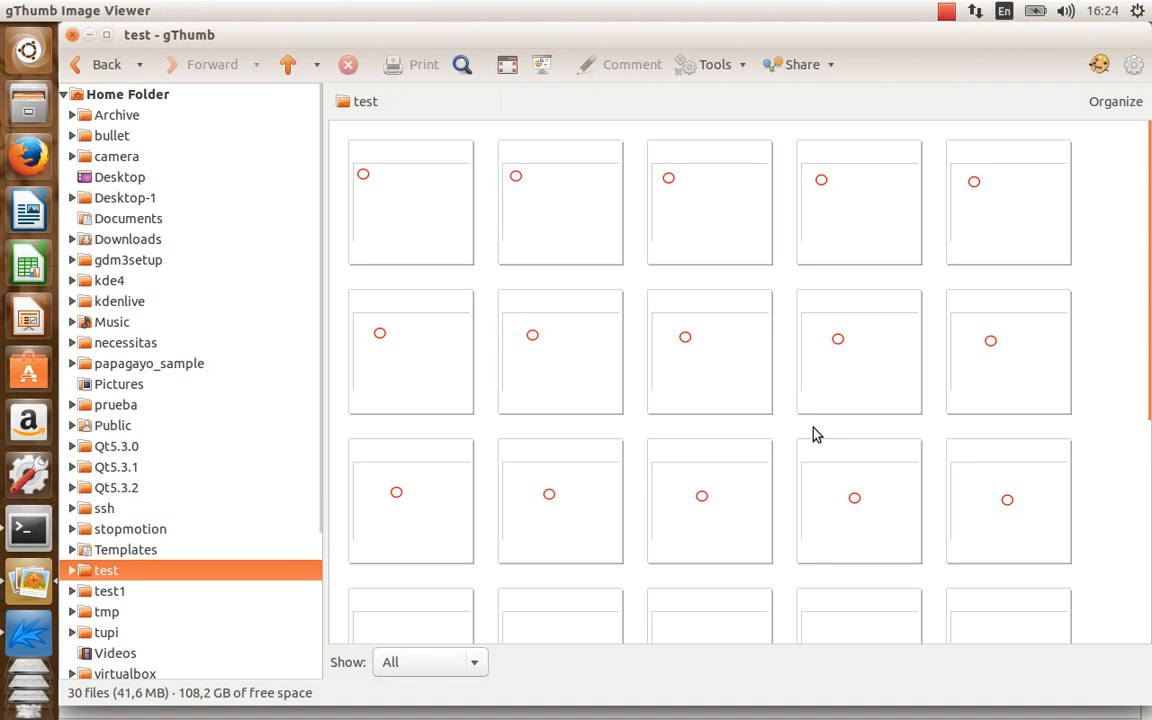 gThumb Image Viewer
En
16:24
test - gThumb
Back
Forward
Print
Comment
Tools
Share
Home Folder
Archive
bullet
camera
Desktop
Desktop-1
Documents
Downloads
gdm3setup
kde4
kdenlive
Music
necessitas
papagayo_sample
Pictures
prueba
Public
Qt5.3.0
Qt5.3.1
Qt5.3.2
ssh
stopmotion
Templates
test
test1
tmp
tupi
Videos
virtualbox
test
Organize
Show:
All
30 files (41,6 MB) · 108,2 GB of free space